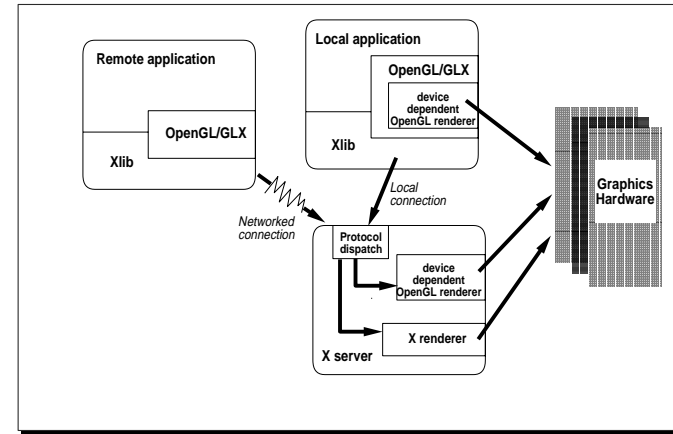 Remote application
OpenGL/GLX
Xlib
Local application
OpenGL/GLX
device
dependent
OpenGL renderer
Xlib
Graphics
Hardware
Networked
connection
Local
connection
Protocol
dispatch
device
dependent
OpenGL renderer
X renderer
X server